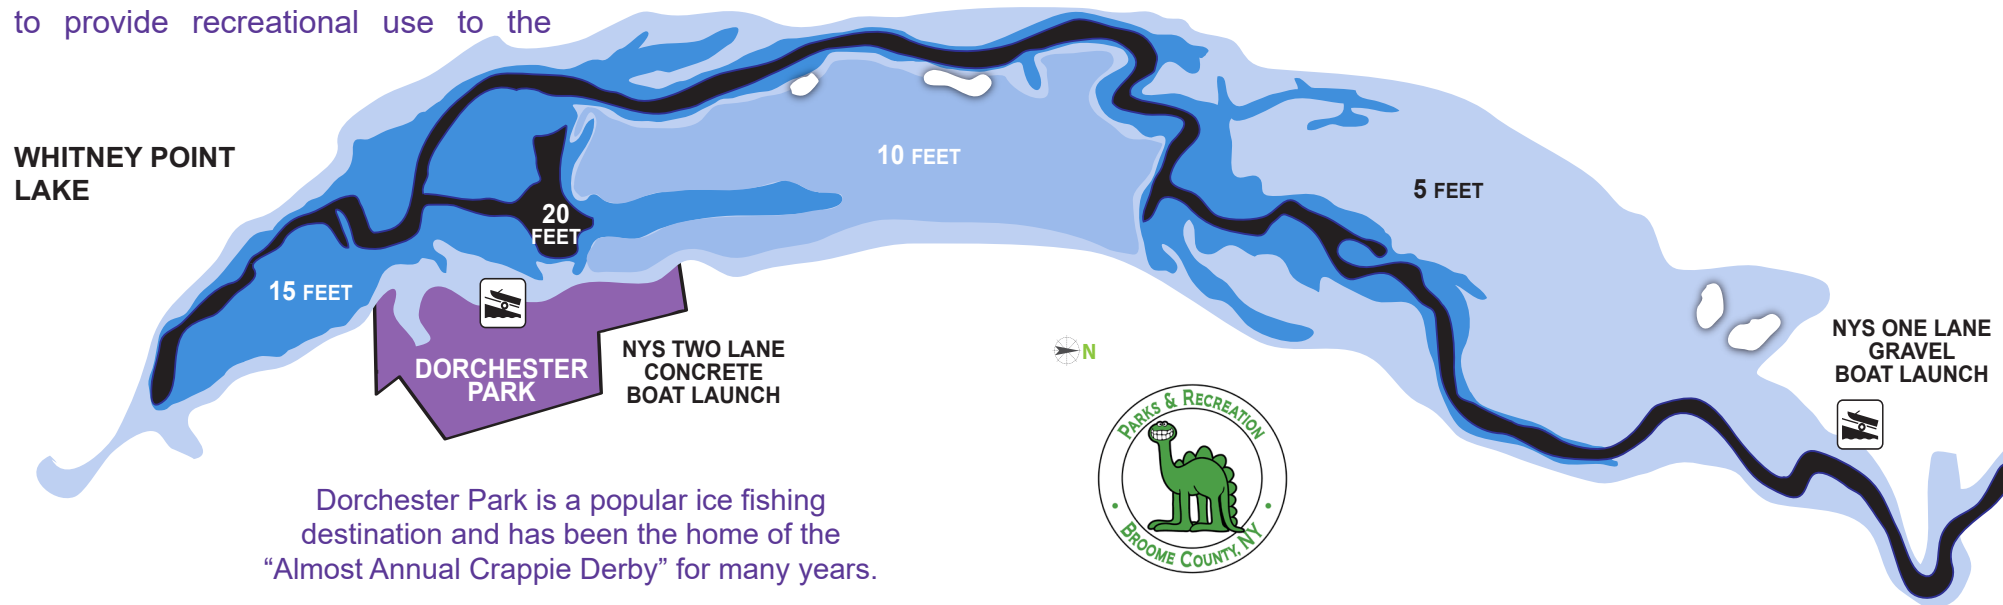 to provide recreational use to the
WHITNEY POINT
LAKE
10 FEET
5 FEET
20
FEET
15 FEET
DORCHESTER
PARK
NYS TWO LANE
CONCRETE
BOAT LAUNCH
N
NYS ONE LANE
GRAVEL
BOAT LAUNCH
PARKS & RECREATION
• BROOME COUNTY, NY •
Dorchester Park is a popular ice fishing
destination and has been the home of the
“Almost Annual Crappie Derby” for many years.